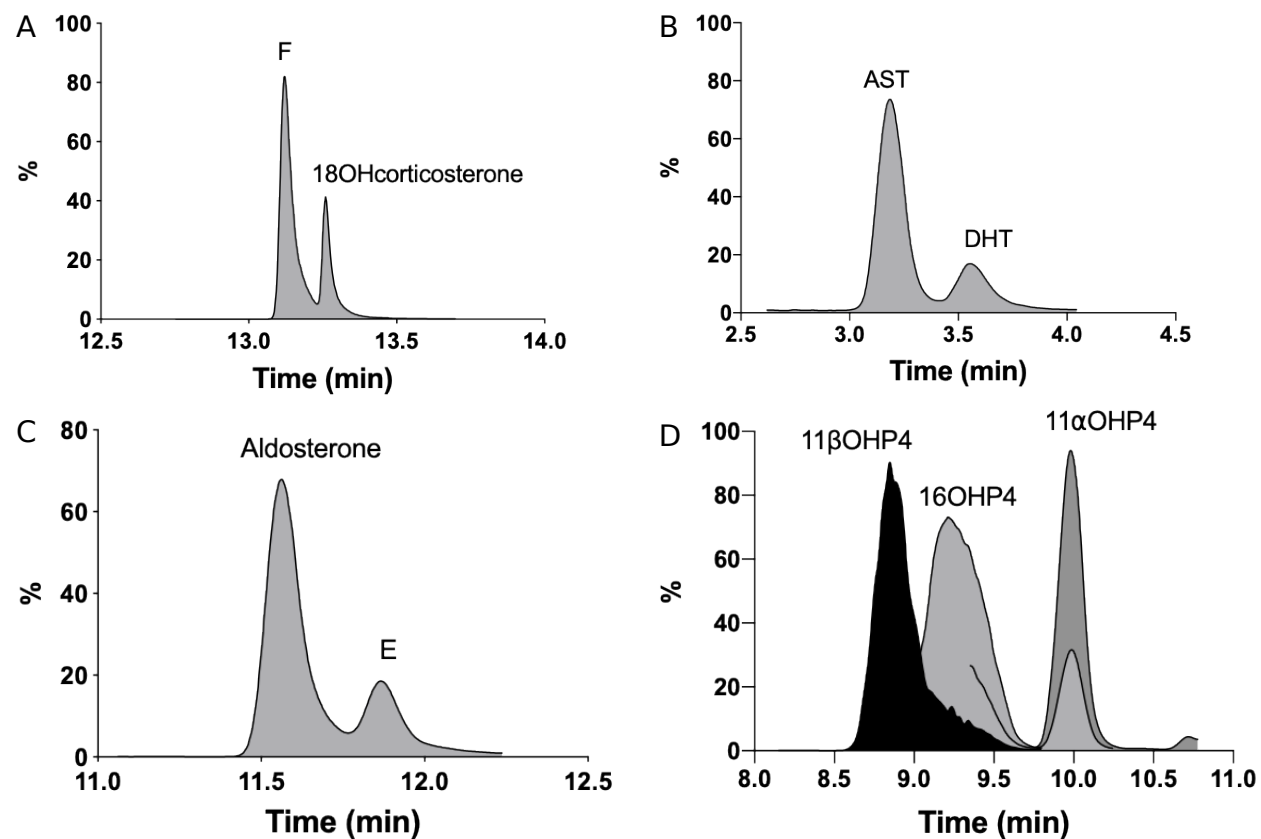 A
100
80
60
40
20
0
%
F
18OHcorticosterone
12.5 13.0 13.5 14.0
Time (min)
B
100
80
60
40
20
0
%
AST
DHT
2.5 3.0 3.5 4.0 4.5
Time (min)
C
80
60
40
20
0
%
Aldosterone
E
11.0 11.5 12.0 12.5
Time (min)
D
100
80
60
40
20
0
%
11βOHP4
16OHP4
11αOHP4
8.0 8.5 9.0 9.5 10.0 10.5 11.0
Time (min)